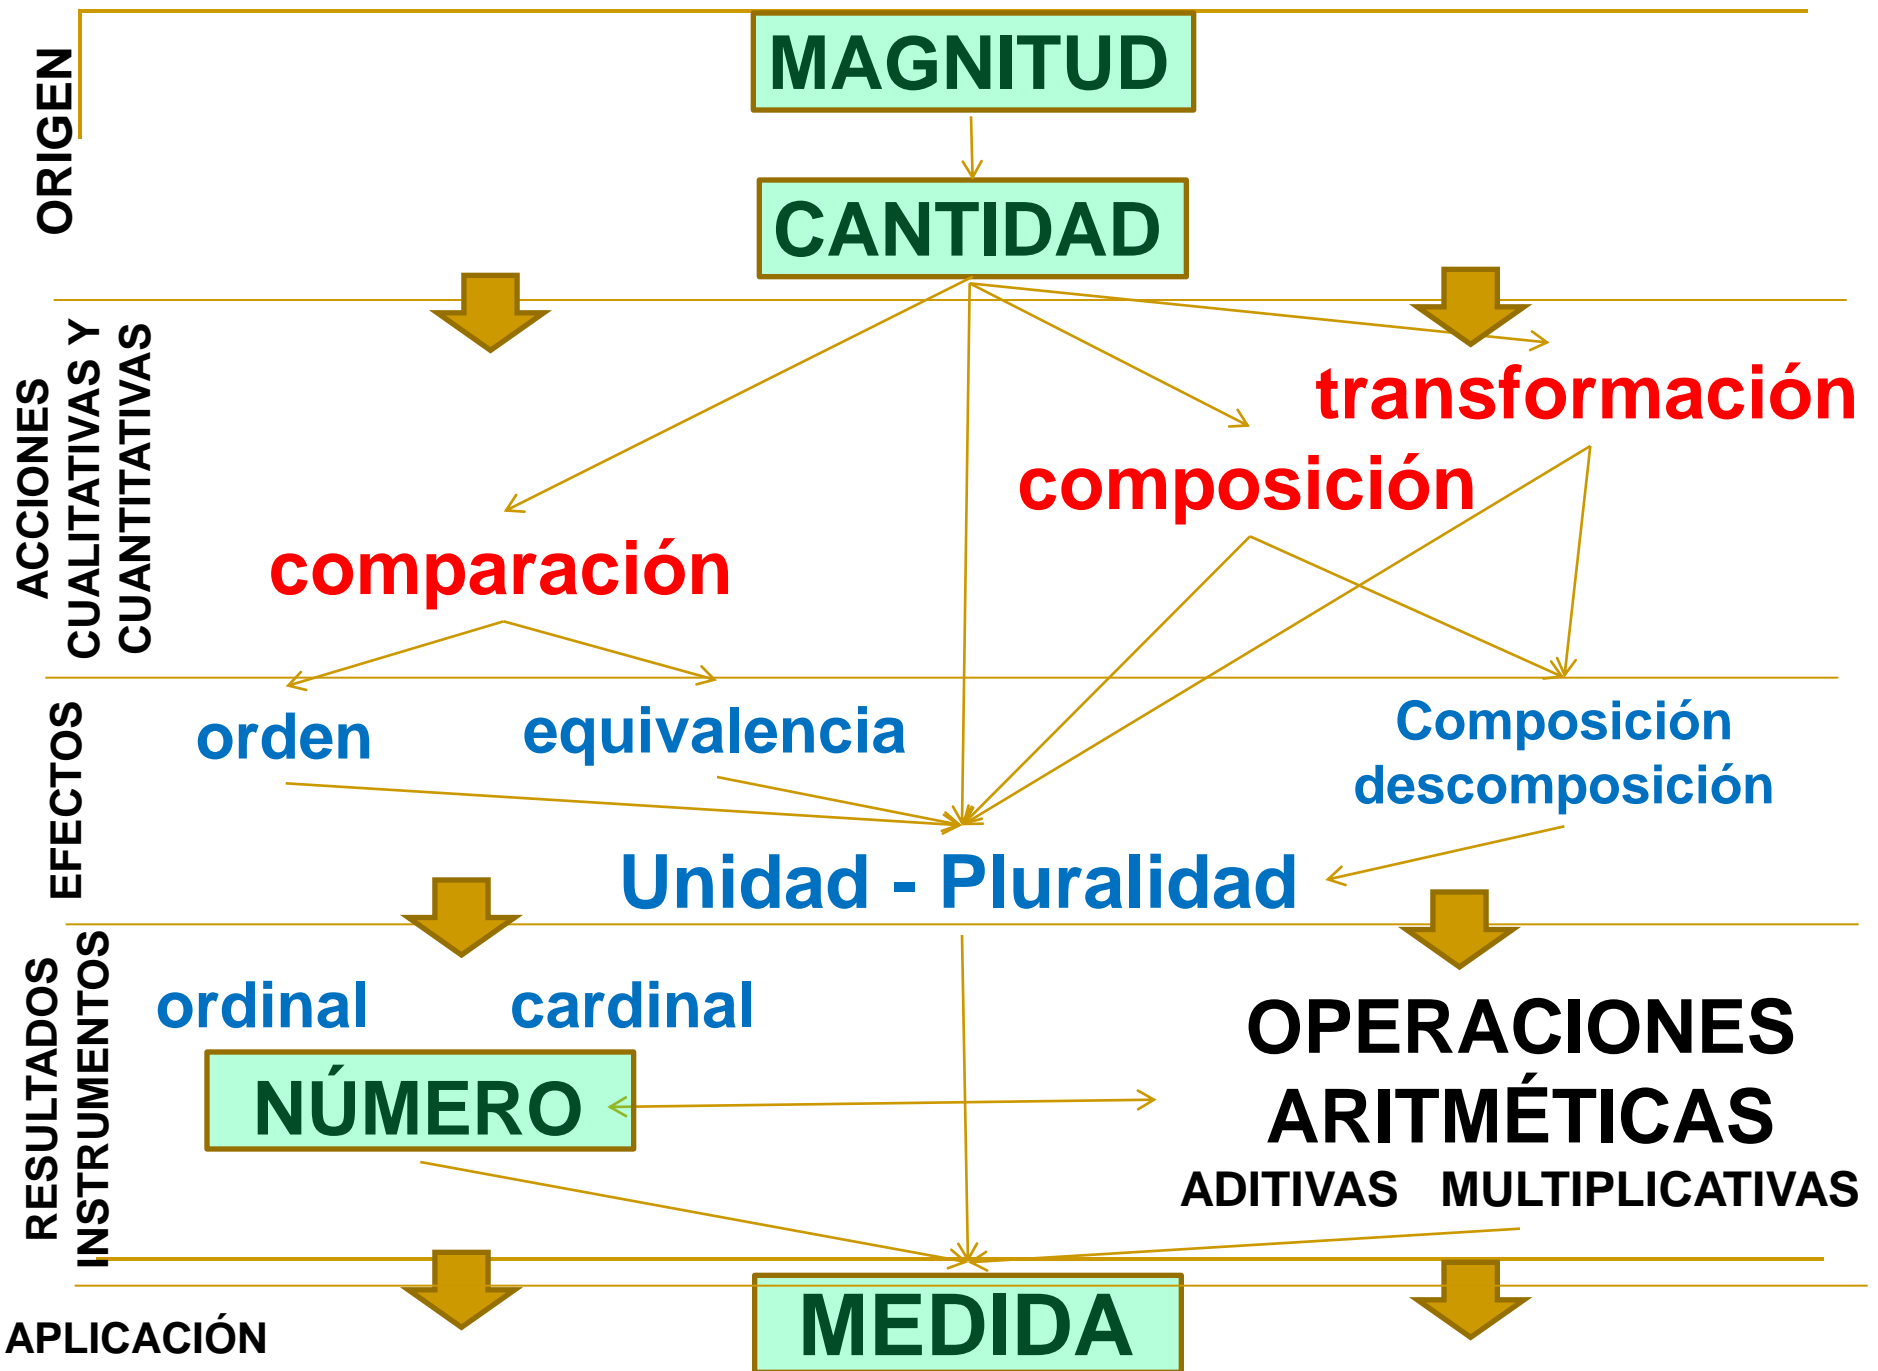 ORIGEN
MAGNITUD
CANTIDAD
ACCIONES
CUALITATIVAS Y
CUANTITATIVAS
transformación
composición
comparación
EFECTOS
orden
equivalencia
Composición
descomposición
Unidad - Pluralidad
RESULTADOS
INSTRUMENTOS
ordinal
cardinal
NÚMERO
OPERACIONES
ARITMÉTICAS
ADITIVAS MULTIPLICATIVAS
APLICACIÓN
MEDIDA